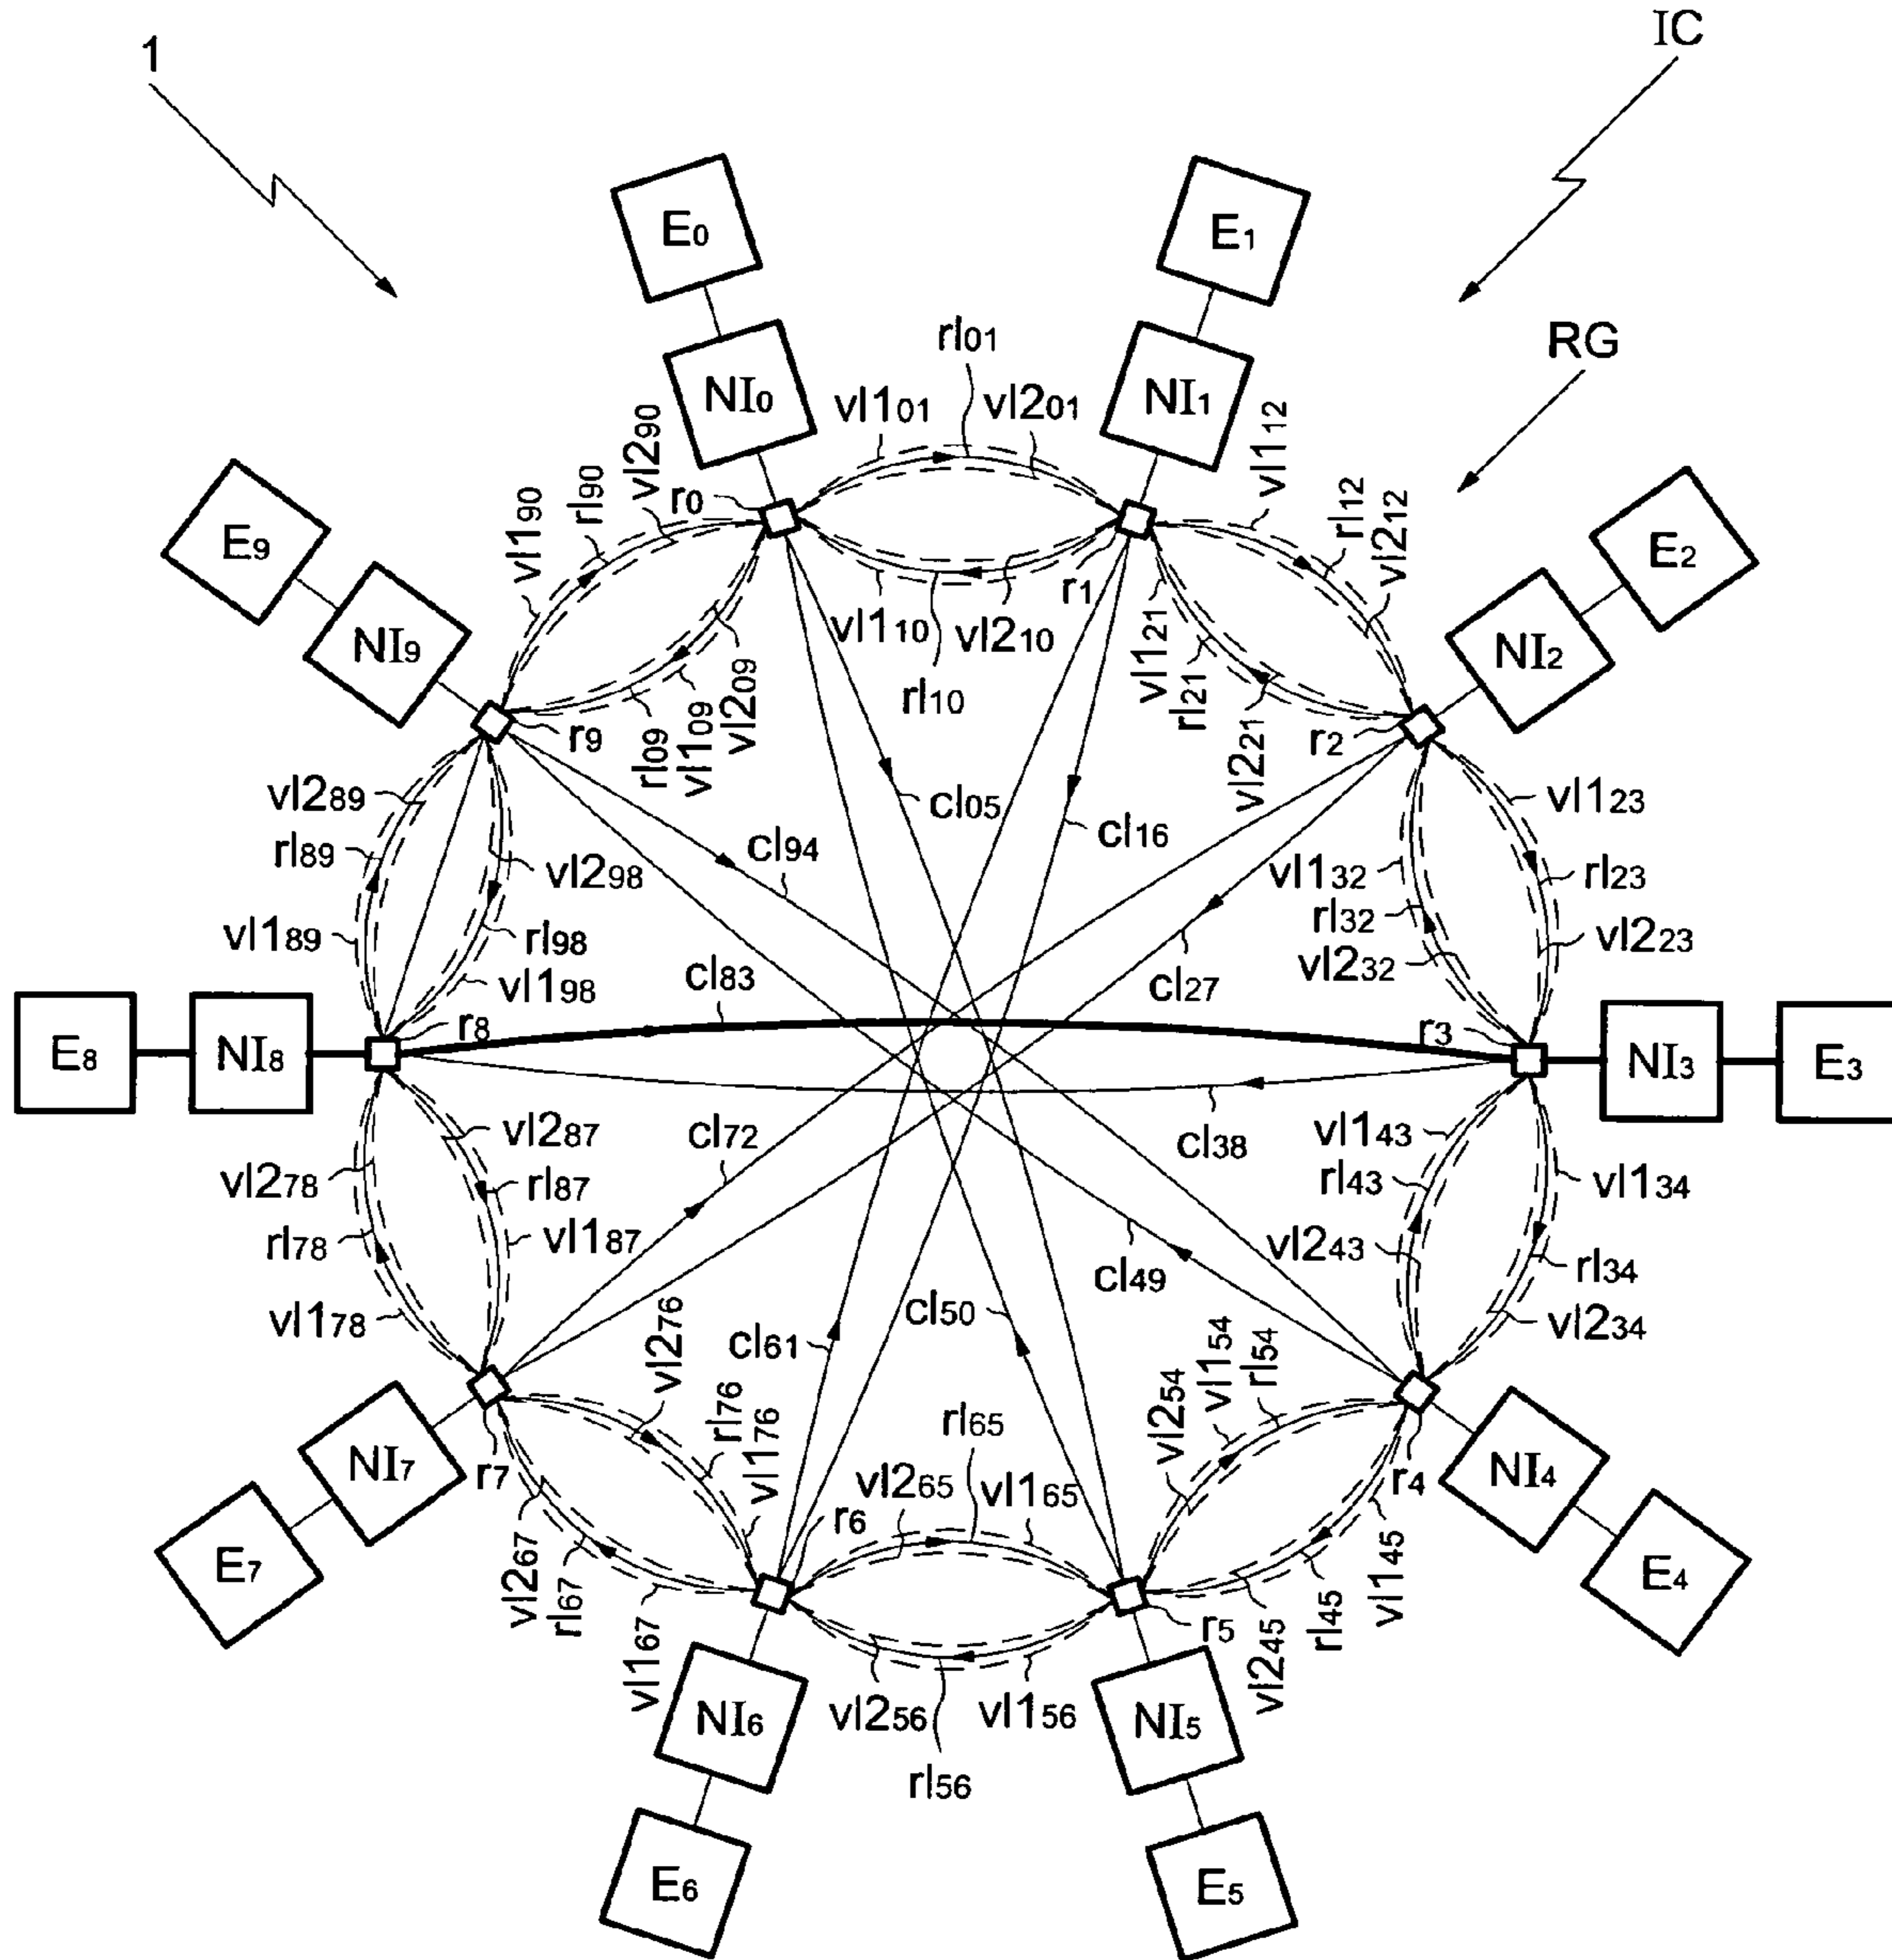 1
IC
E0
E1
rl01
RG
NI0
vl101
vl201
NI1
vl112
vl290
rl90
vl190
r0
rl12
vl212
E9
E2
NI9
r1
NI2
vl110
vl210
rl10
vl121
rl21
vl221
r9
rl09
vl109
vl209
r2
vl289
cl05
cl16
vl123
rl89
cl94
vl298
vl132
rl23
vl189
rl98
rl32
vl223
vl198
cl83
cl27
vl232
r8
r3
E8
NI8
NI3
E3
vl287
cl72
cl38
vl143
vl278
rl87
rl43
vl134
rl78
vl187
vl243
cl49
rl34
vl178
vl276
cl61
cl50
vl154
rl54
vl254
vl234
rl76
vl176
rl65
NI7
r7
vl265
vl165
r4
NI4
r6
E7
vl267
rl67
vl167
r5
vl245
rl45
vl145
E4
NI6
vl256
vl156
NI5
rl56
E6
E5